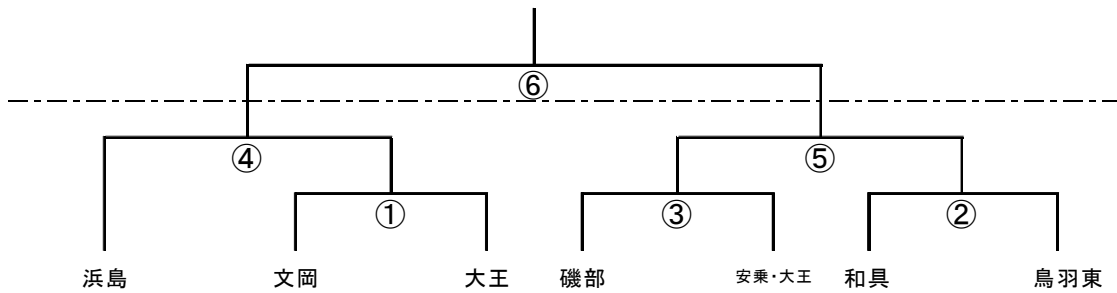 ⑥
④ ⑤
① ③ ②
浜島 文岡 大王 磯部 安乗・大王 和具 鳥羽東